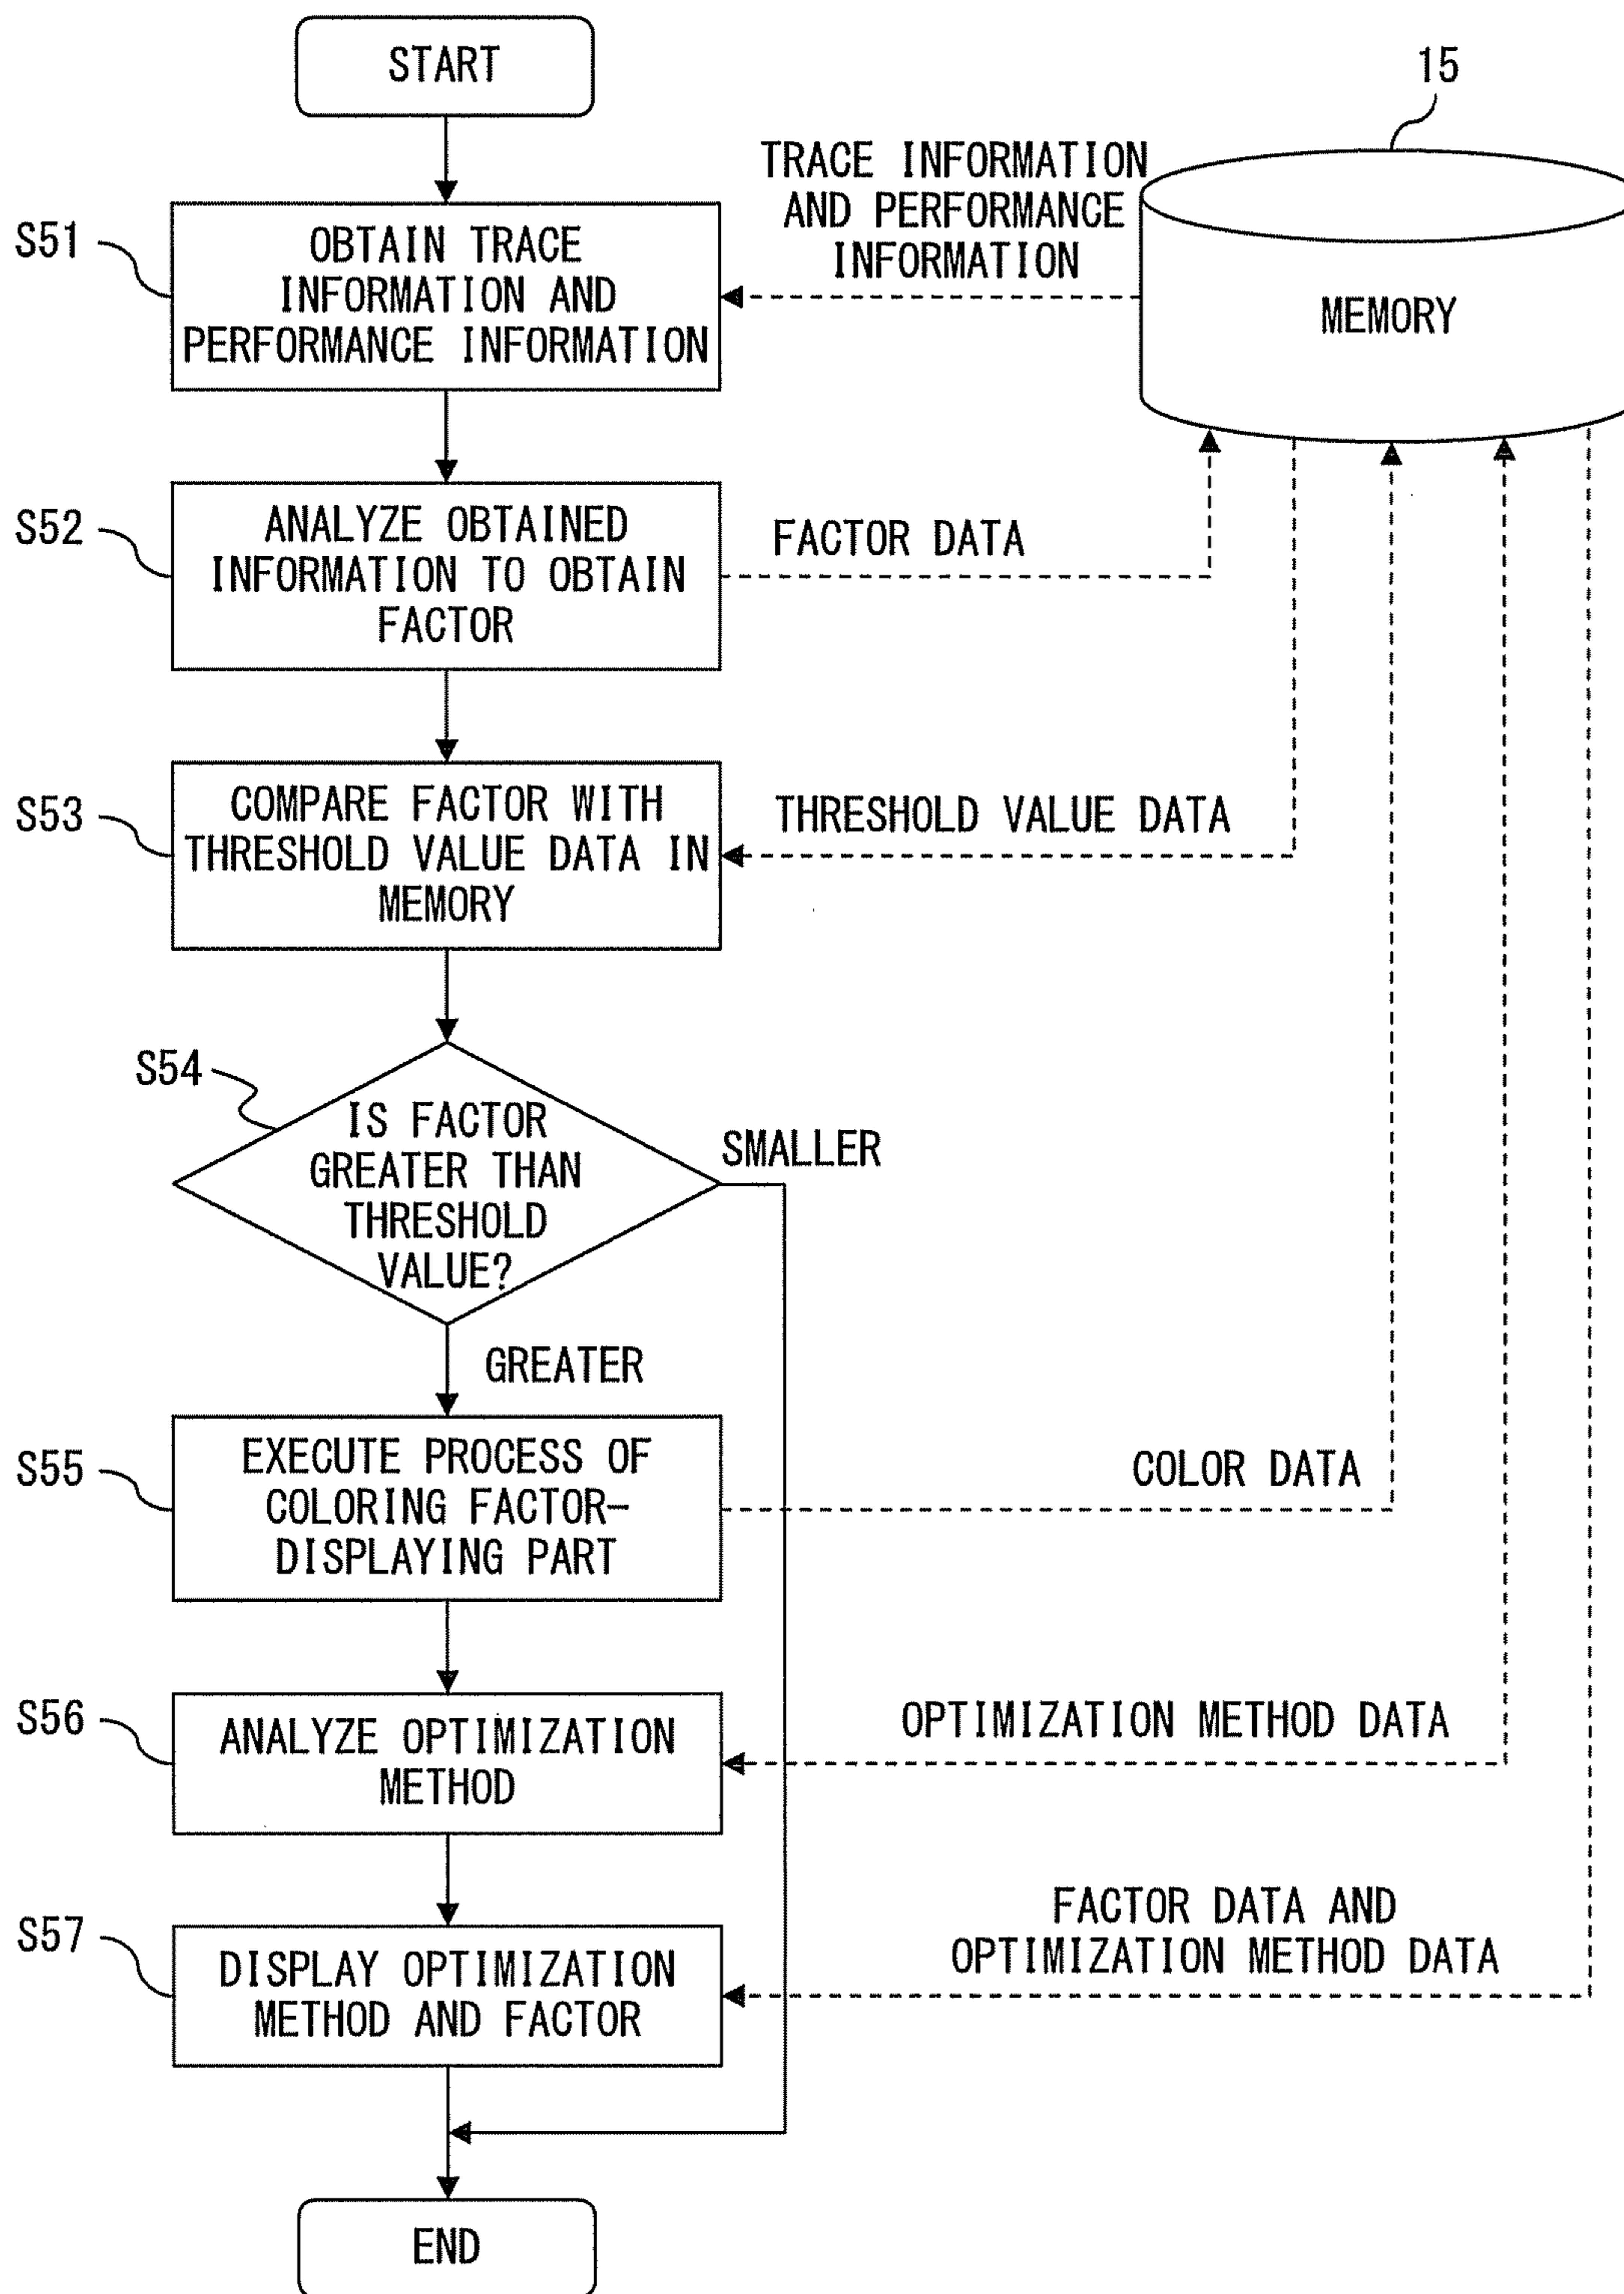 START
15
TRACE INFORMATION
AND PERFORMANCE
INFORMATION
MEMORY
S51
OBTAIN TRACE
INFORMATION AND
PERFORMANCE INFORMATION
S52
ANALYZE OBTAINED
INFORMATION TO OBTAIN
FACTOR
FACTOR DATA
S53
COMPARE FACTOR WITH
THRESHOLD VALUE DATA IN
MEMORY
THRESHOLD VALUE DATA
S54
IS FACTOR
GREATER THAN
THRESHOLD
VALUE?
SMALLER
GREATER
S55
EXECUTE PROCESS OF
COLORING FACTOR-
DISPLAYING PART
COLOR DATA
S56
ANALYZE OPTIMIZATION
METHOD
OPTIMIZATION METHOD DATA
S57
DISPLAY OPTIMIZATION
METHOD AND FACTOR
FACTOR DATA AND
OPTIMIZATION METHOD DATA
END